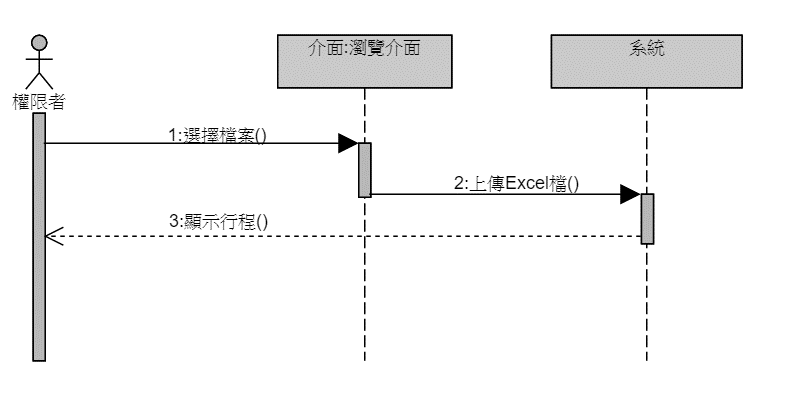 介面:瀏覽介面
系統
權限者
1:選擇檔案()
2:上傳Excel檔()
3:顯示行程()